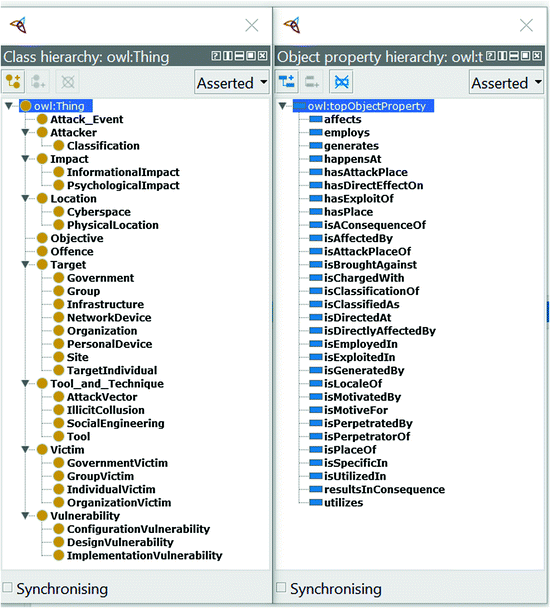 Class hierarchy: owl:Thing
Asserted
owl:Thing
Attack_Event
Attacker
Classification
Impact
InformationalImpact
PsychologicalImpact
Location
Cyberspace
PhysicalLocation
Objective
Offence
Target
Government
Group
Infrastructure
NetworkDevice
Organization
PersonalDevice
Site
TargetIndividual
Tool_and_Technique
AttackVector
IllicitCollusion
SocialEngineering
Tool
Victim
GovernmentVictim
GroupVictim
IndividualVictim
OrganizationVictim
Vulnerability
ConfigurationVulnerability
DesignVulnerability
ImplementationVulnerability
Synchronising
Object property hierarchy: owl:t
Asserted
owl:topObjectProperty
affects
employs
generates
happensAt
hasAttackPlace
hasDirectEffectOn
hasExploitOf
hasPlace
isAConsequenceOf
isAffectedBy
isAttackPlaceOf
isBroughtAgainst
isChargedWith
isClassificationOf
isClassifiedAs
isDirectedAt
isDirectlyAffectedBy
isEmployedIn
isExploitedIn
isGeneratedBy
isLocaleOf
isMotivatedBy
isMotiveFor
isPerpetratedBy
isPerpetratorOf
isPlaceOf
isSpecificIn
isUtilizedIn
resultsInConsequence
utilizes
Synchronising